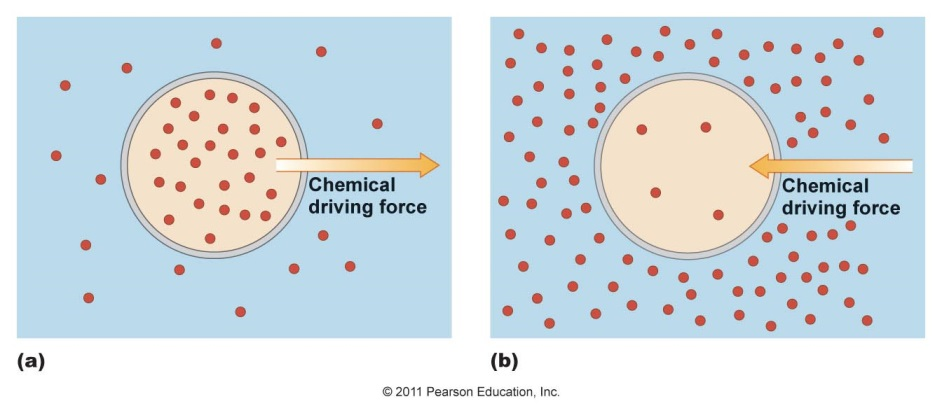 Chemical
driving force
Chemical
driving force
(a)
(b)
© 2011 Pearson Education, Inc.